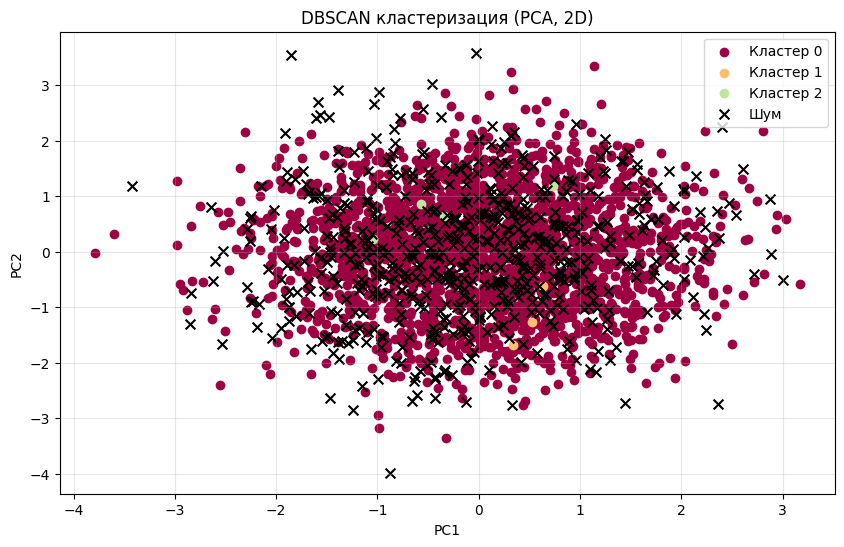 DBSCAN кластеризация (PCA, 2D)
Кластер 0
Кластер 1
Кластер 2
Шум
PC2
3
2
1
0
−1
−2
−3
−4
−4 −3 −2 −1 0 1 2 3
PC1